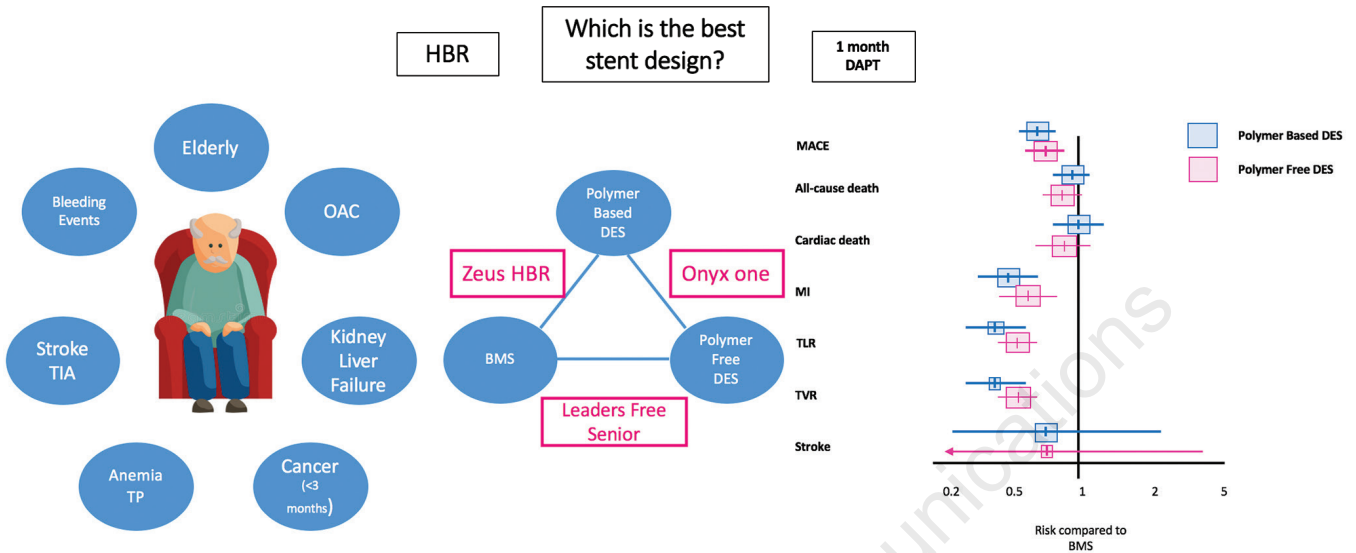 HBR
Which is the best
stent design?
1 month
DAPT
Elderly
Bleeding
Events
OAC
Stroke
TIA
Kidney
Liver
Failure
Anemia
TP
Cancer
(<3
months)
Polymer
Based
DES
Zeus HBR
Onyx one
BMS
Polymer
Free
DES
Leaders Free
Senior
MACE
All-cause death
Cardiac death
MI
TLR
TVR
Stroke
0.2 0.5 1 2 5
Risk compared to
BMS
Polymer Based DES
Polymer Free DES